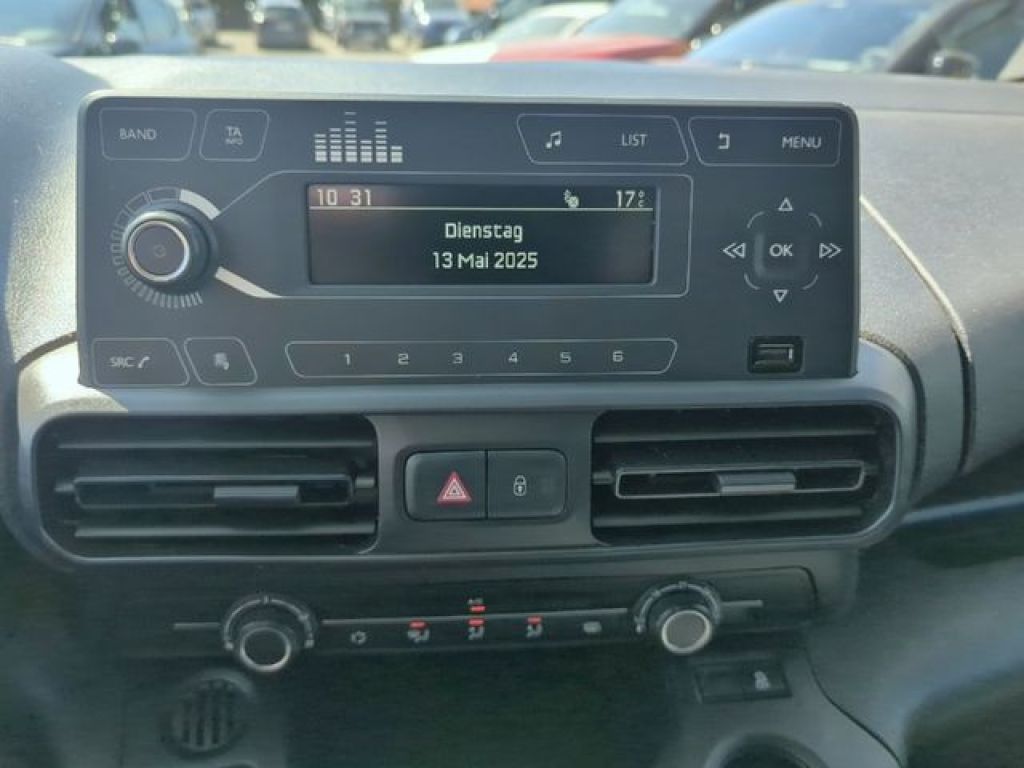 BAND
TA
INFO
LIST
MENU
10 31
17°C
Dienstag
13 Mai 2025
OK
SRC
1 2 3 4 5 6